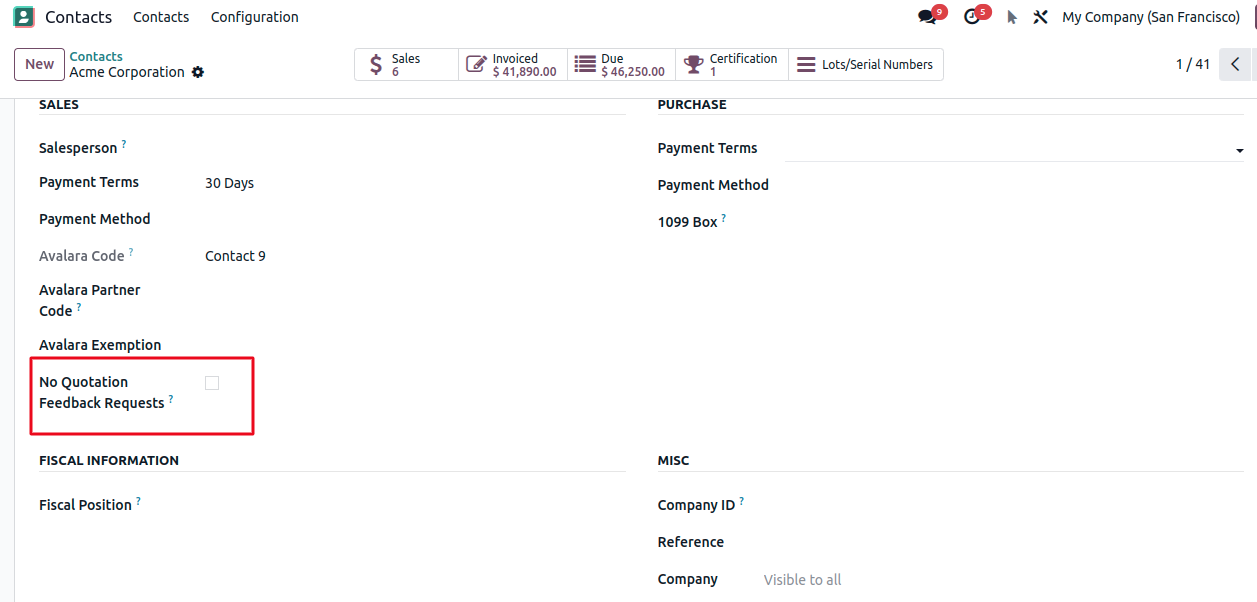 Contacts Contacts Configuration 9 5 My Company (San Francisco)
New Contacts
Acme Corporation
Sales
6
Invoiced
$ 41,890.00
Due
$ 46,250.00
Certification
1
Lots/Serial Numbers
1 / 41
SALES
Salesperson ?
Payment Terms 30 Days
Payment Method
Avalara Code ? Contact 9
Avalara Partner
Code ?
Avalara Exemption
No Quotation
Feedback Requests ?
PURCHASE
Payment Terms
Payment Method
1099 Box ?
FISCAL INFORMATION
Fiscal Position ?
MISC
Company ID ?
Reference
Company Visible to all